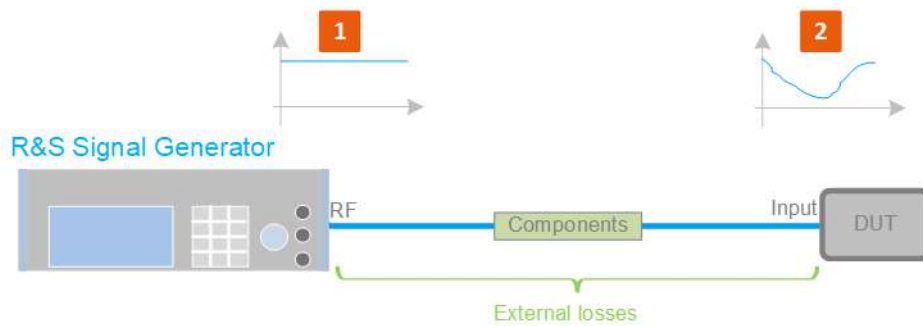 1
2
R&S Signal Generator
RF
Components
Input
DUT
External losses